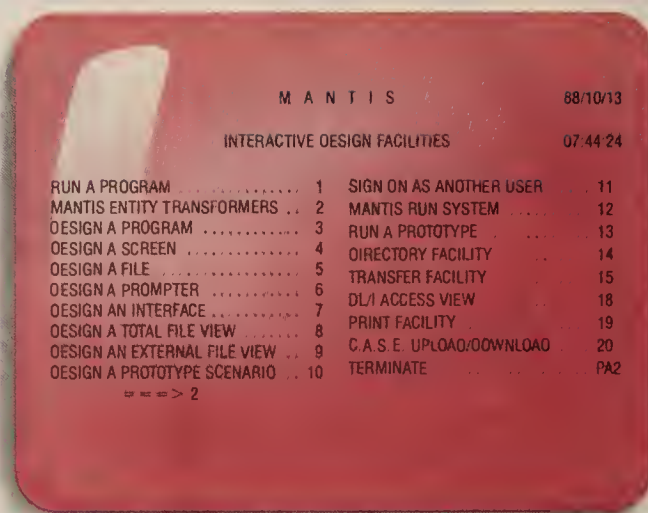 M A N T I S 88/10/13
INTERACTIVE OESIGN FACILITIES 07:44:24
RUN A PROGRAM .............. 1
MANTIS ENTITY TRANSFORMERS .. 2
OESIGN A PROGRAM ............ 3
OESIGN A SCREEN .............. 4
OESIGN A FILE ................ 5
OESIGN A PROMPTER .......... 6
OESIGN AN INTERFACE .......... 7
OESIGN A TOTAL FILE VIEW ....... 8
OESIGN AN EXTERNAL FILE VIEW .. 9
OESIGN A PROTOTYPE SCENARIO .. 10
= = = > 2
SIGN ON AS ANOTHER USER .. 11
MANTIS RUN SYSTEM ..... 12
RUN A PROTOTYPE ..... 13
OIRECTORY FACILITY .. 14
TRANSFER FACILITY .. 15
DL/I ACCESS VIEW .. 18
PRINT FACILITY . 19
C.A.S.E. UPLOAO/OOWNLOAO . 20
TERMINATE ..... PA2